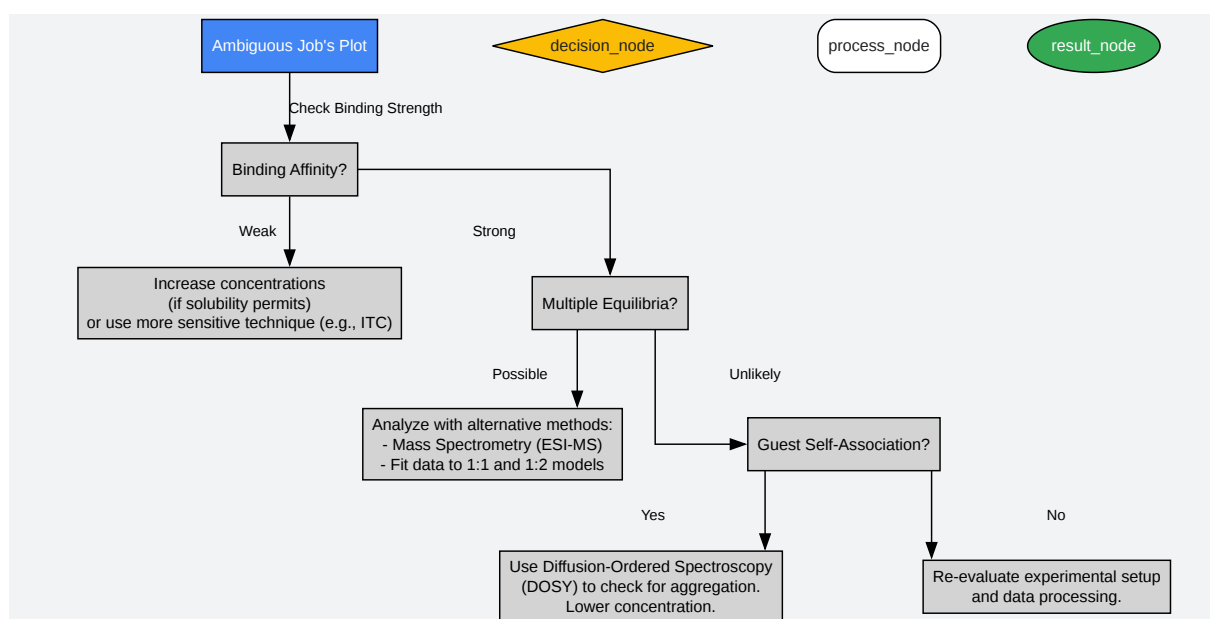 Ambiguous Job's Plot
decision_node
process_node
result_node
Check Binding Strength
Binding Affinity?
Weak
Strong
Increase concentrations
(if solubility permits)
or use more sensitive technique (e.g., ITC)
Multiple Equilibria?
Possible
Unlikely
Analyze with alternative methods:
- Mass Spectrometry (ESI-MS)
- Fit data to 1:1 and 1:2 models
Guest Self-Association?
Yes
No
Use Diffusion-Ordered Spectroscopy
(DOSY) to check for aggregation.
Lower concentration.
Re-evaluate experimental setup
and data processing.